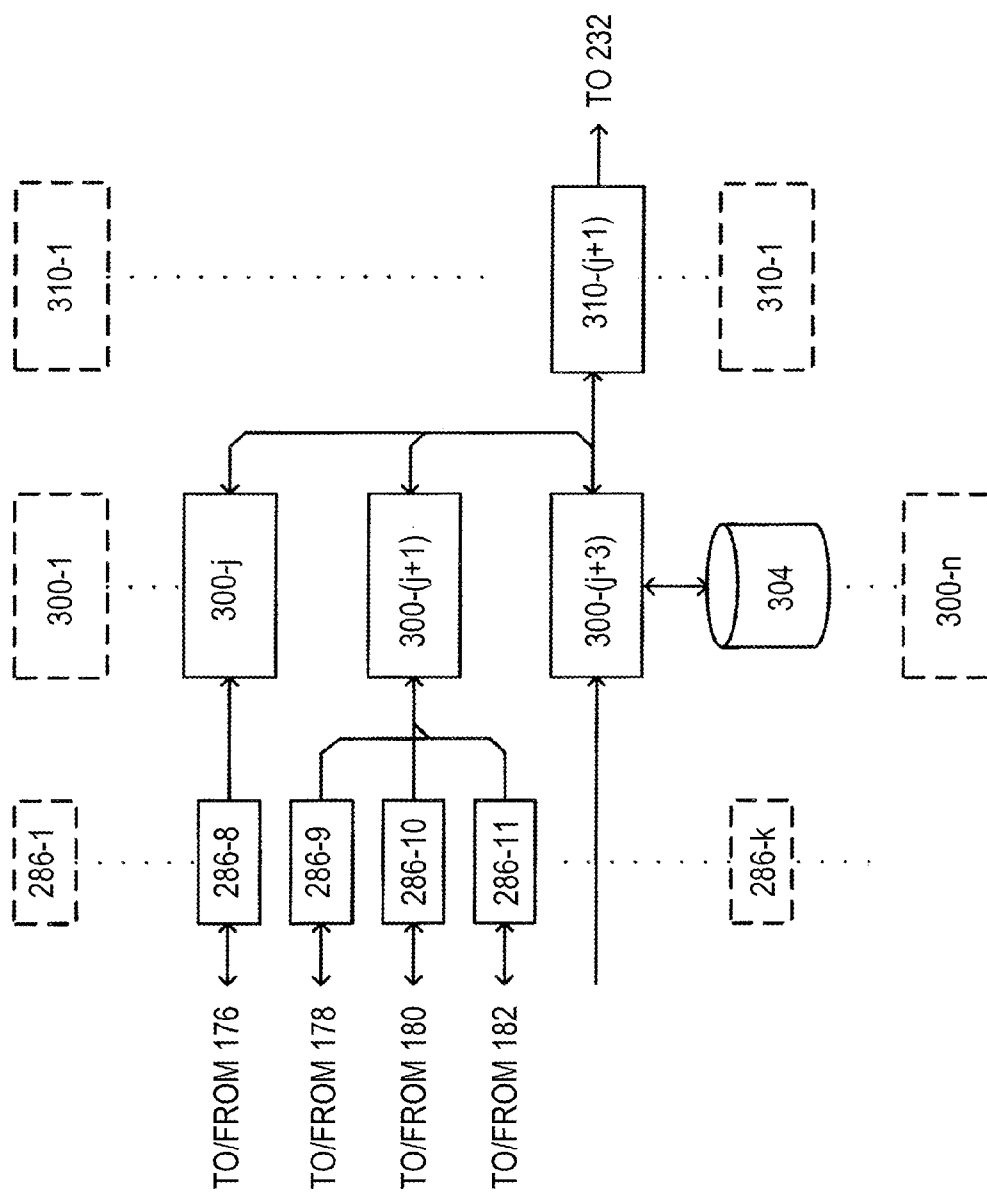 286-1
300-1
310-1
TO/FROM 176
286-8
300-j
TO/FROM 178
286-9
TO/FROM 180
286-10
300-(j+1)
TO/FROM 182
286-11
300-(j+3)
310-(j+1)
TO 232
286-k
304
310-1
300-n